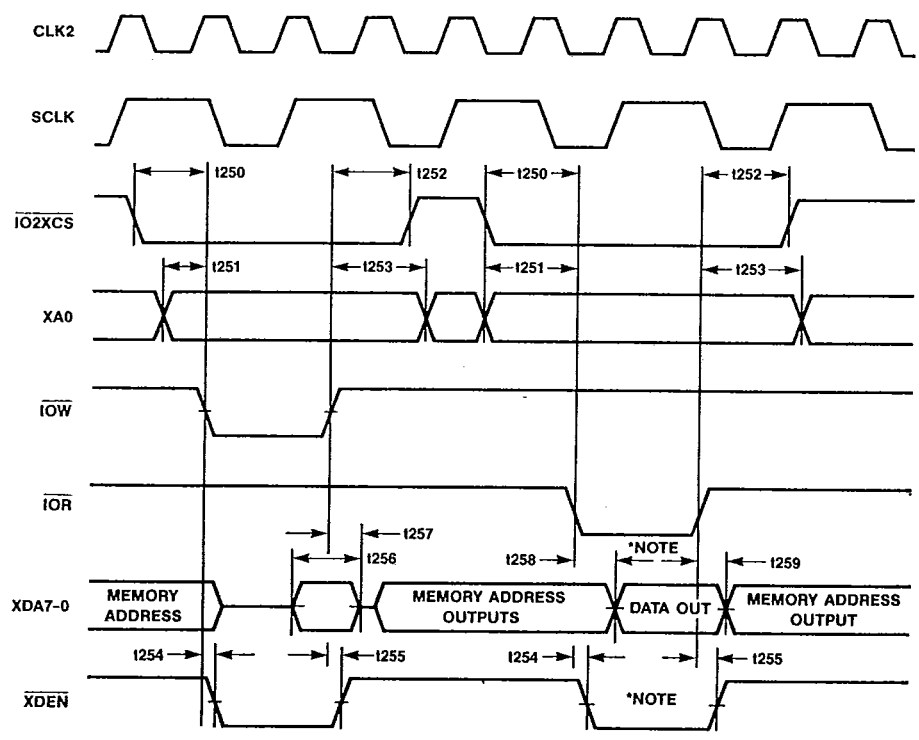 CLK2
SCLK
t250
t252
t250
t252
IO2XCS
t251
t253
t251
t253
XA0
IOW
IOR
t257
*NOTE
t256
t258
t259
XDA7-0
MEMORY
ADDRESS
MEMORY ADDRESS
OUTPUTS
DATA OUT
MEMORY ADDRESS
OUTPUT
t254
t255
t254
t255
XDEN
*NOTE